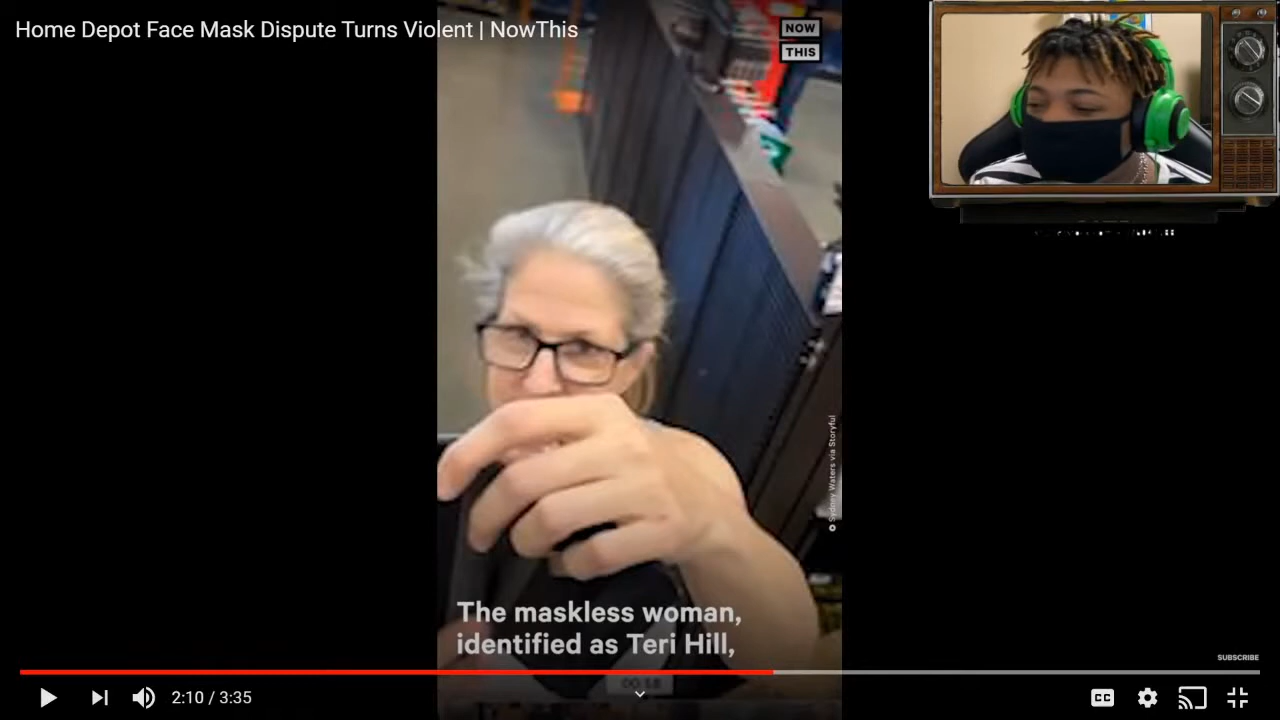 Home Depot Face Mask Dispute Turns Violent | NowThis
NOW
THIS
© Sydney Waters via Storyful
The maskless woman,
identified as Teri Hill,
SUBSCRIBE
2:10 / 3:35
CC